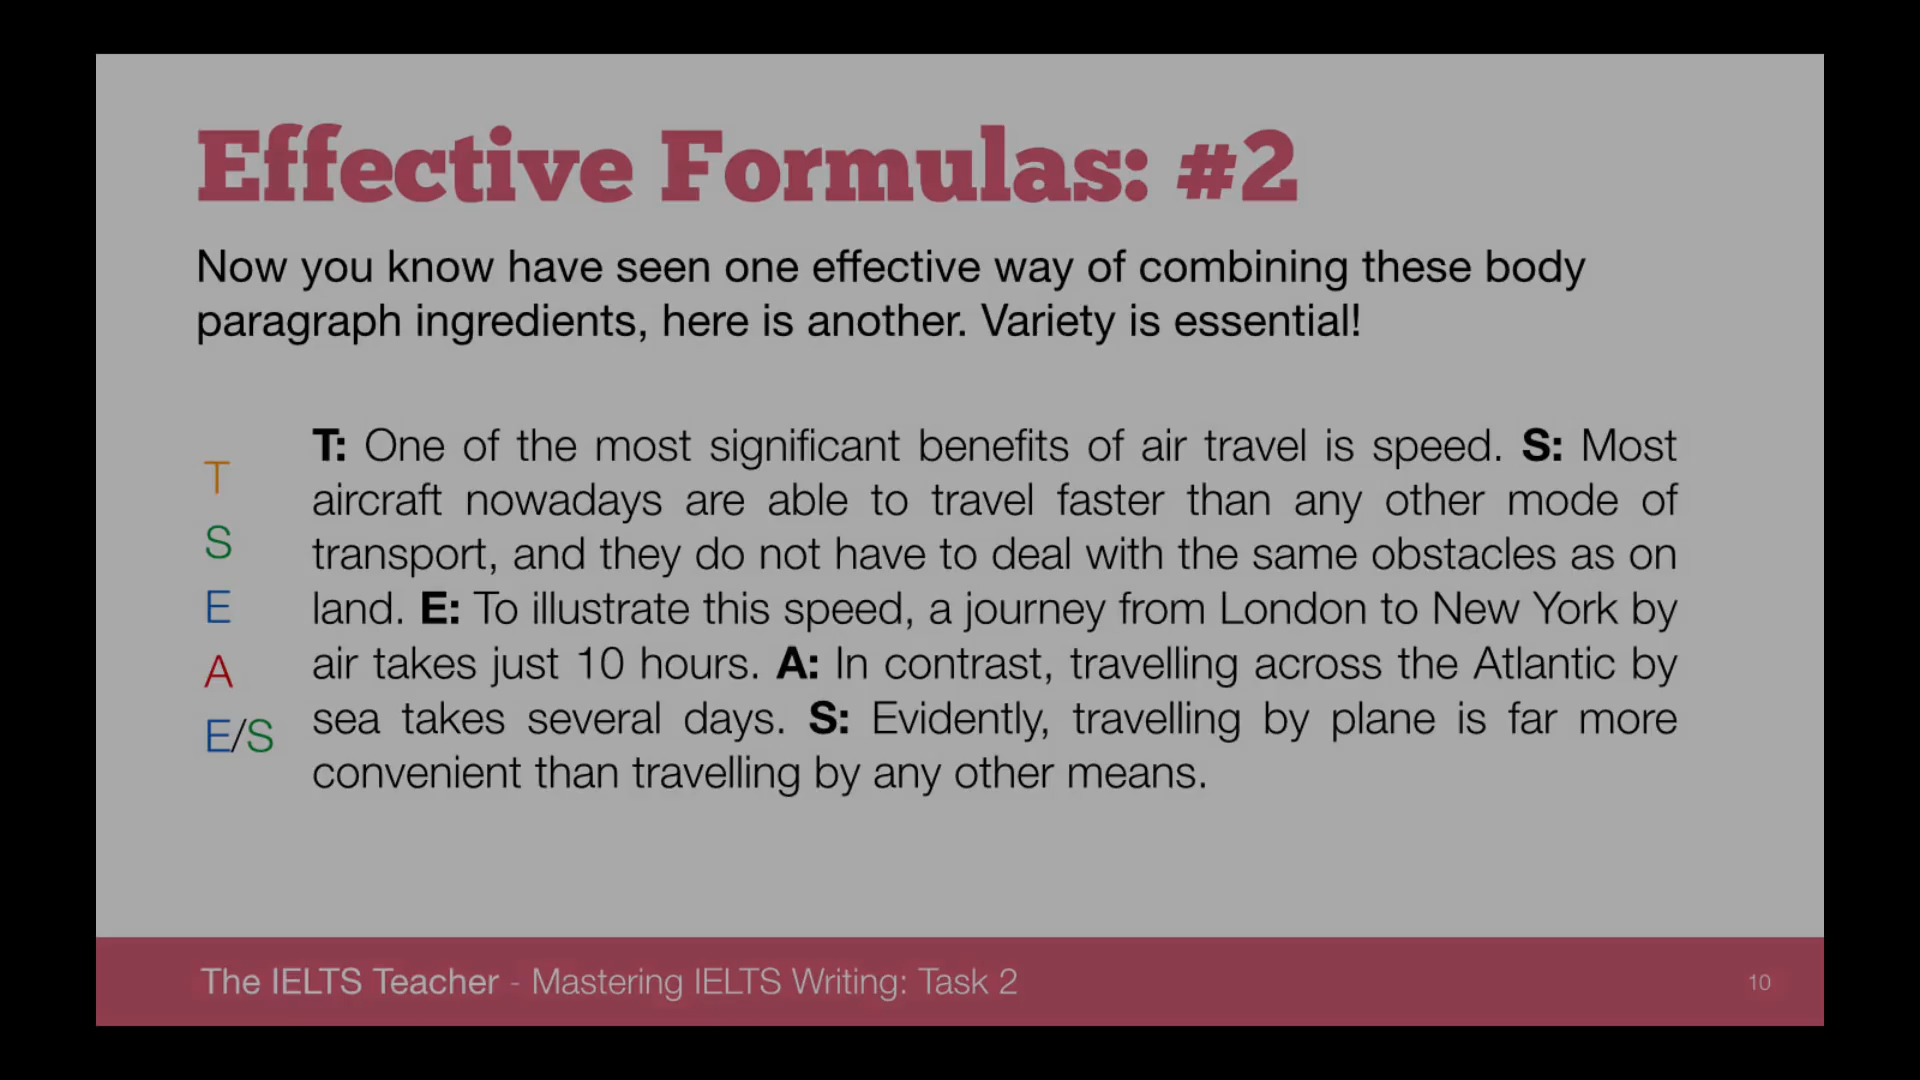 Effective Formulas: #2
Now you know have seen one effective way of combining these body
paragraph ingredients, here is another. Variety is essential!
T
S
E
A
E/S
T: One of the most significant benefits of air travel is speed. S: Most
aircraft nowadays are able to travel faster than any other mode of
transport, and they do not have to deal with the same obstacles as on
land. E: To illustrate this speed, a journey from London to New York by
air takes just 10 hours. A: In contrast, travelling across the Atlantic by
sea takes several days. S: Evidently, travelling by plane is far more
convenient than travelling by any other means.
The IELTS Teacher - Mastering IELTS Writing: Task 2
10